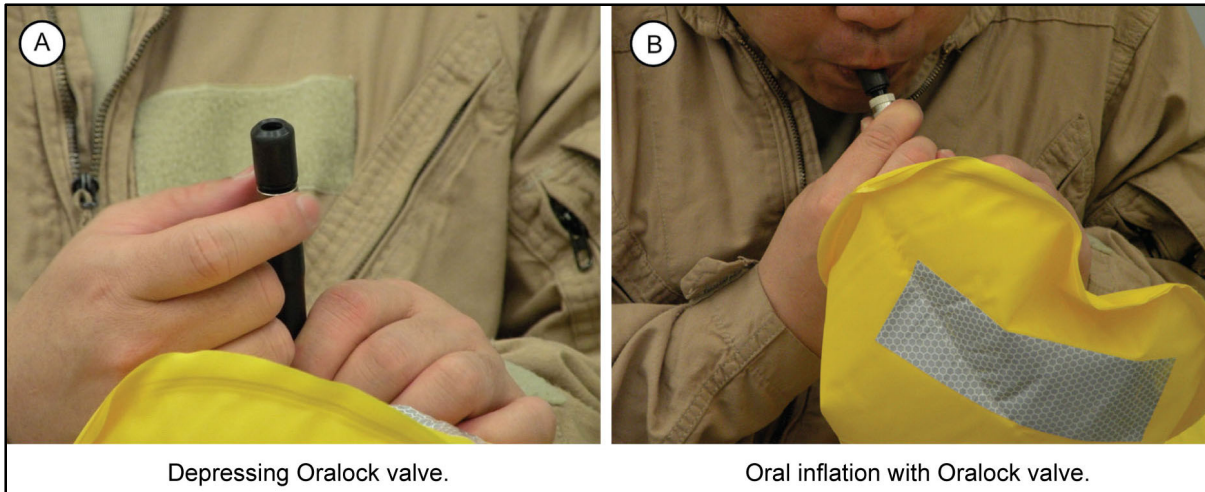 A
B
Depressing Oralock valve.
Oral inflation with Oralock valve.